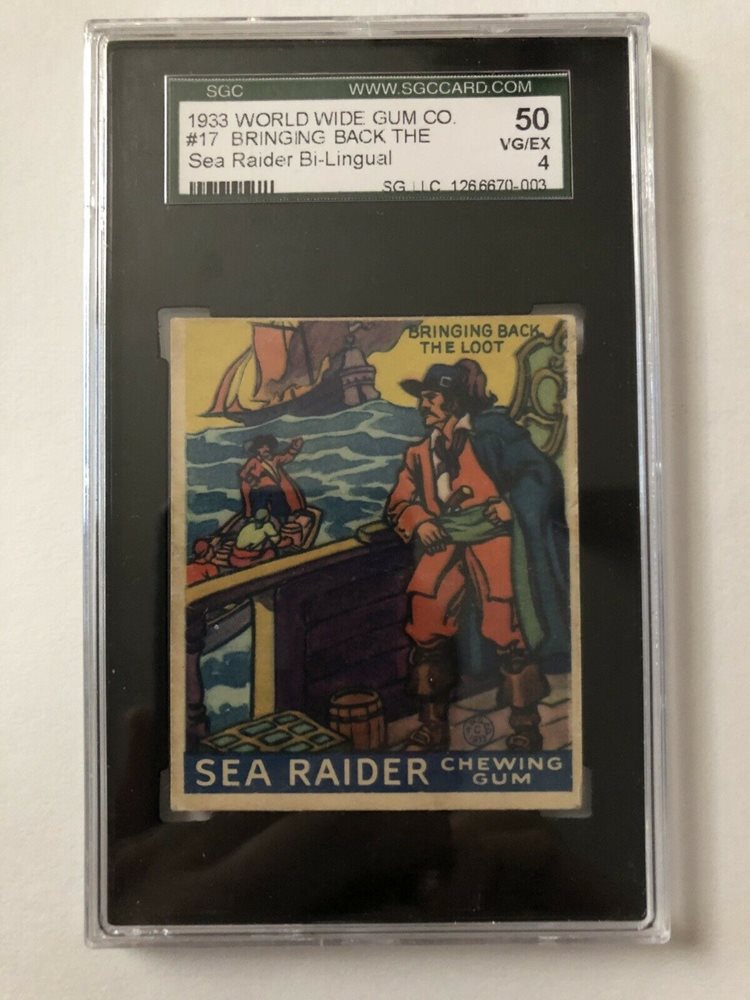 SGC WWW.SGCCARD.COM
1933 WORLD WIDE GUM CO. 50
#17 BRINGING BACK THE VG/EX
Sea Raider Bi-Lingual 4
SG LLC 1266670-003
BRINGING BACK
THE LOOT
SEA RAIDER CHEWING
GUM